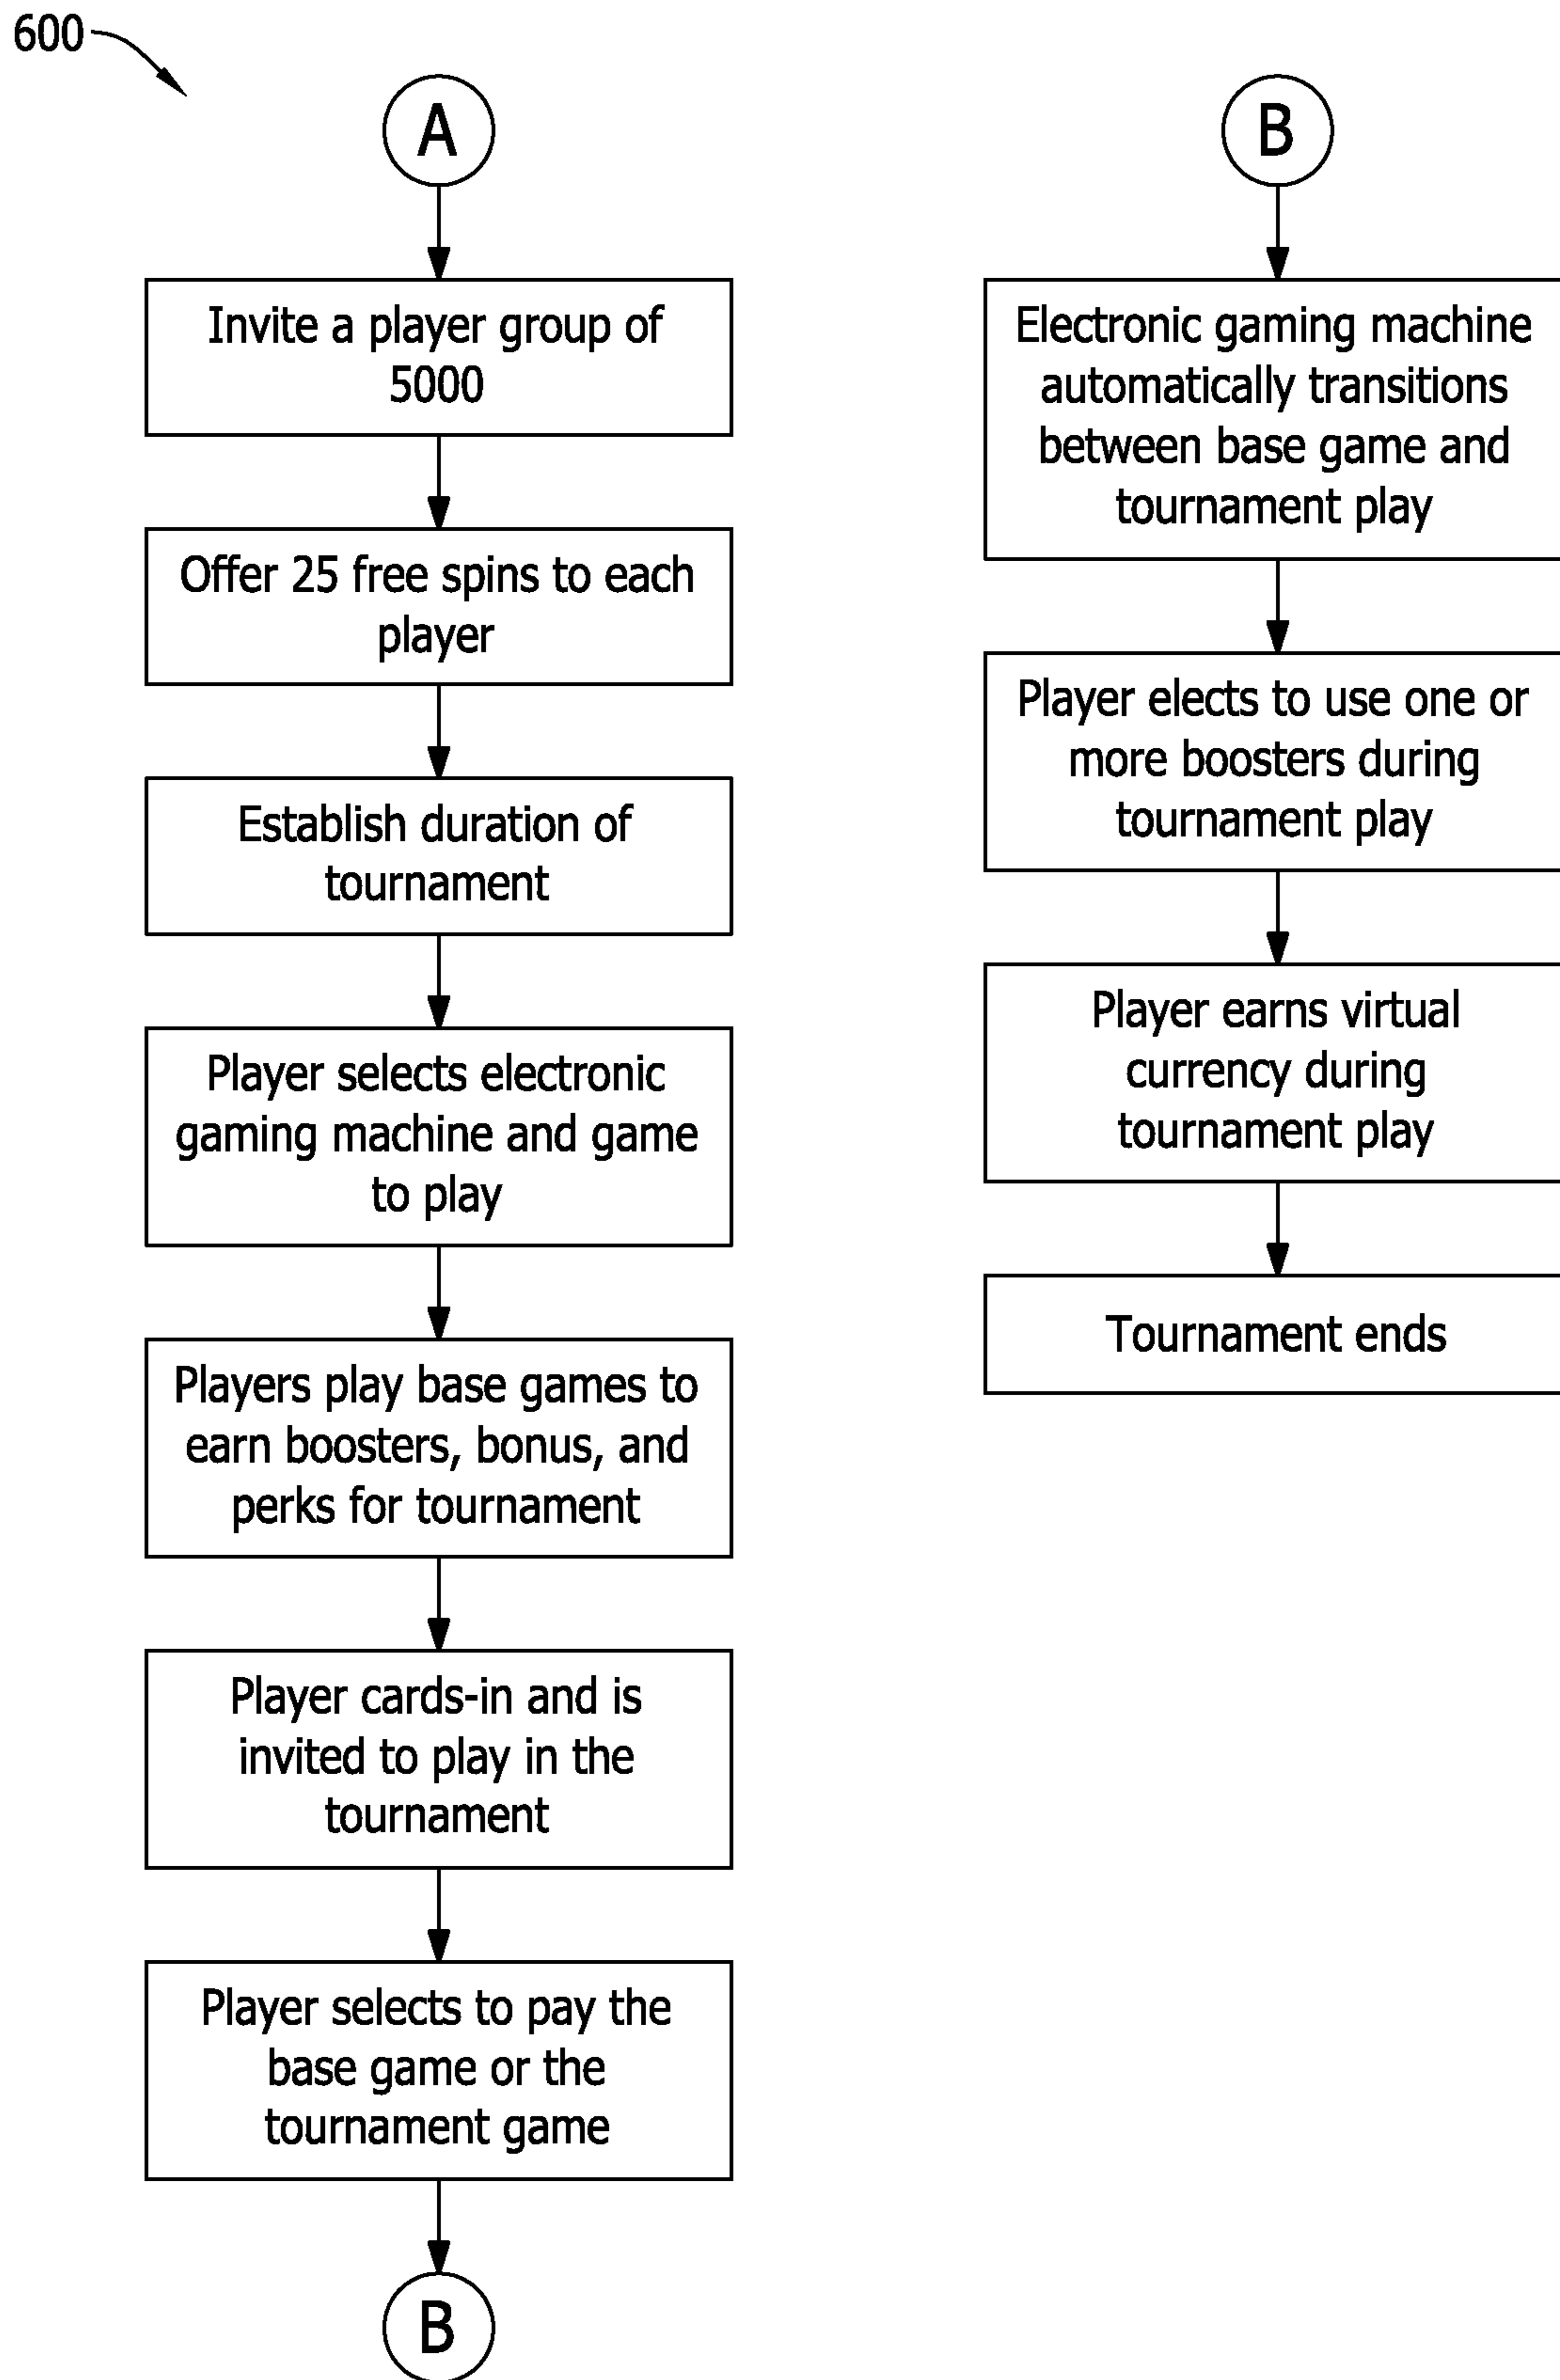 600
A
Invite a player group of
5000
Offer 25 free spins to each
player
Establish duration of
tournament
Player selects electronic
gaming machine and game
to play
Players play base games to
earn boosters, bonus, and
perks for tournament
Player cards-in and is
invited to play in the
tournament
Player selects to pay the
base game or the
tournament game
B
B
Electronic gaming machine
automatically transitions
between base game and
tournament play
Player elects to use one or
more boosters during
tournament play
Player earns virtual
currency during
tournament play
Tournament ends